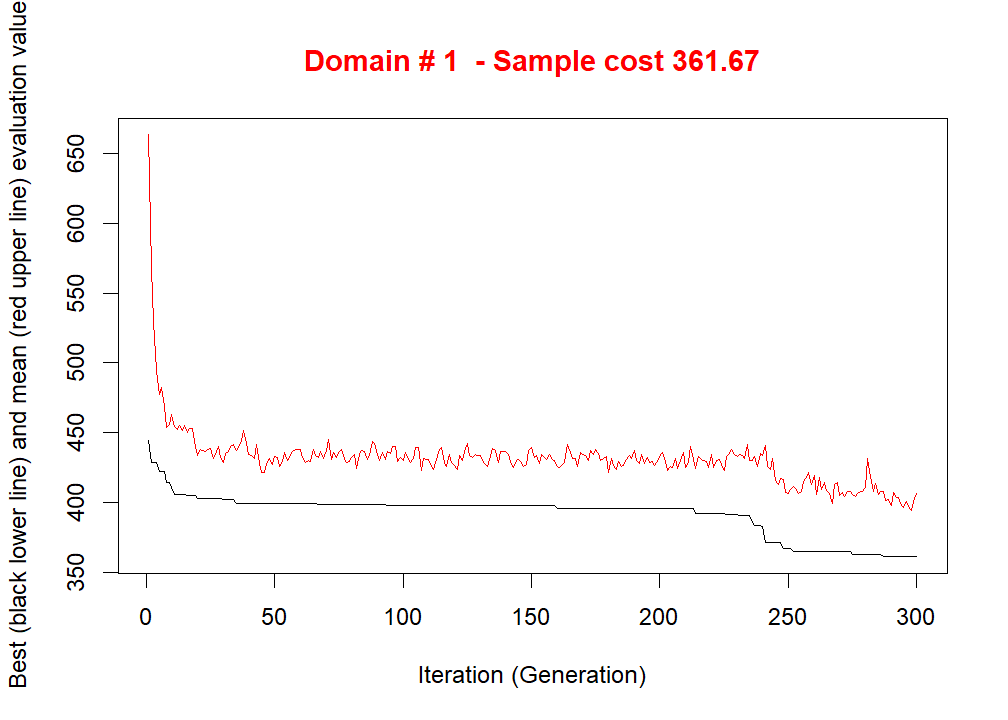 Domain # 1  - Sample cost 361.67
Best (black lower line) and mean (red upper line) evaluation value
650
600
550
500
450
400
350
0 50 100 150 200 250 300
Iteration (Generation)